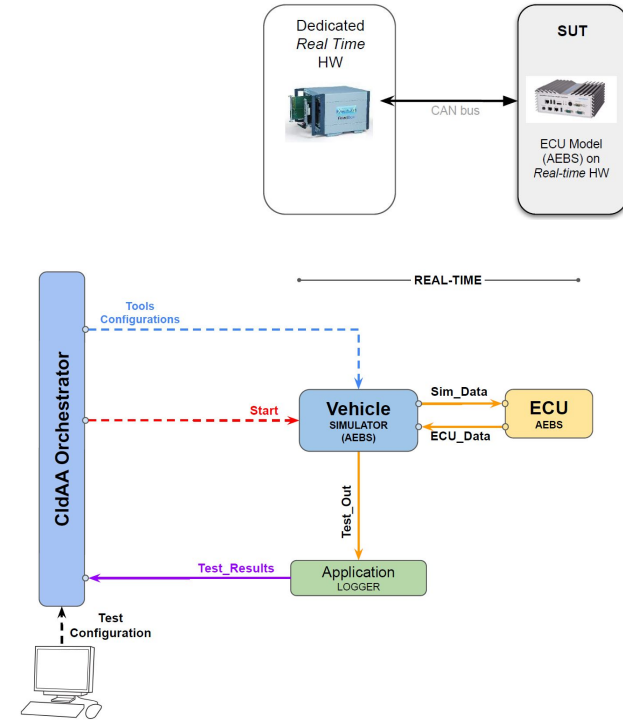 Dedicated
Real Time
HW
SUT
CAN bus
ECU Model
(AEBS) on
Real-time HW
REAL-TIME
Tools
Configurations
CIdAA Orchestrator
Start
Vehicle
SIMULATOR
(AEBS)
Sim_Data
ECU_Data
ECU
AEBS
Test_Out
Test_Results
Application
LOGGER
Test
Configuration